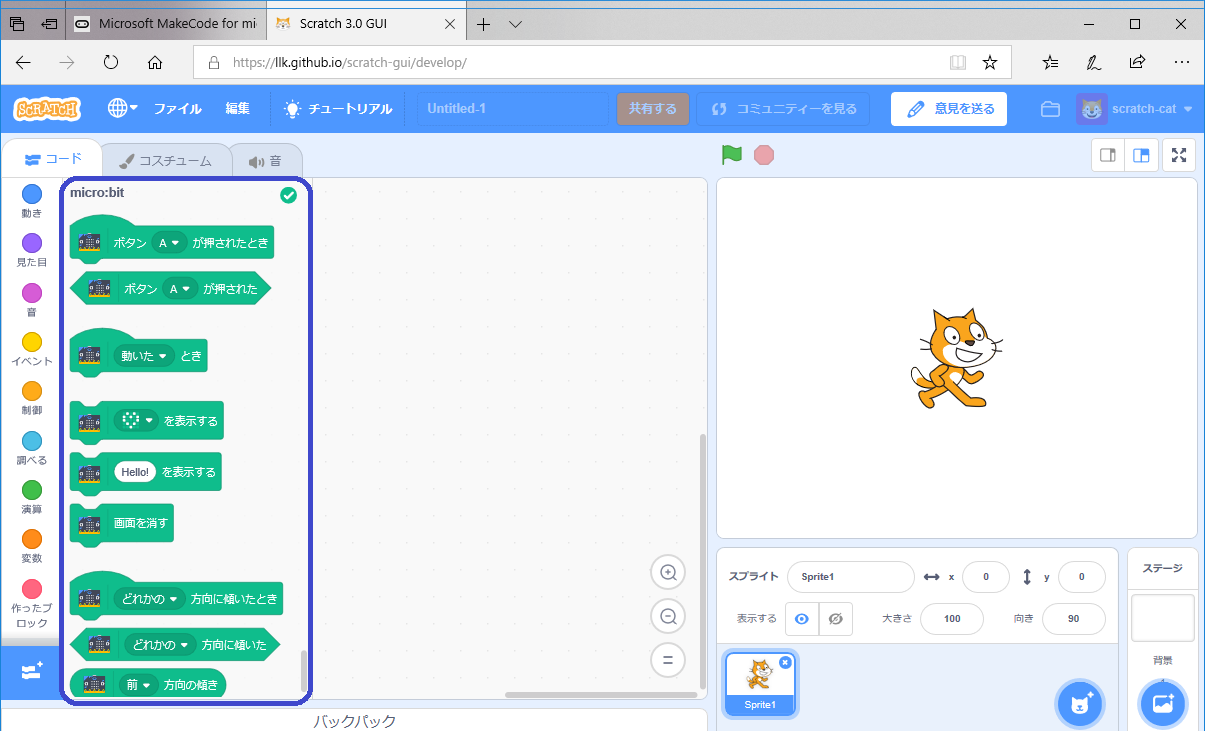 Microsoft MakeCode for mi
Scratch 3.0 GUI
https://llk.github.io/scratch-gui/develop/
SCRATCH
ファイル
編集
チュートリアル
Untitled-1
共有する
コミュニティーを見る
意見を送る
scratch-cat
コード
コスチューム
音
動き
見た目
音
イベント
制御
調べる
演算
変数
作ったブ
ロック
micro:bit
ボタン A が押されたとき
ボタン A が押された
動いた とき
を表示する
Hello! を表示する
画面を消す
どれかの 方向に傾いたとき
どれかの 方向に傾いた
前 方向の傾き
バックパック
スプライト Sprite1 x 0 y 0
表示する 大きさ 100 向き 90
Sprite1
ステージ
背景